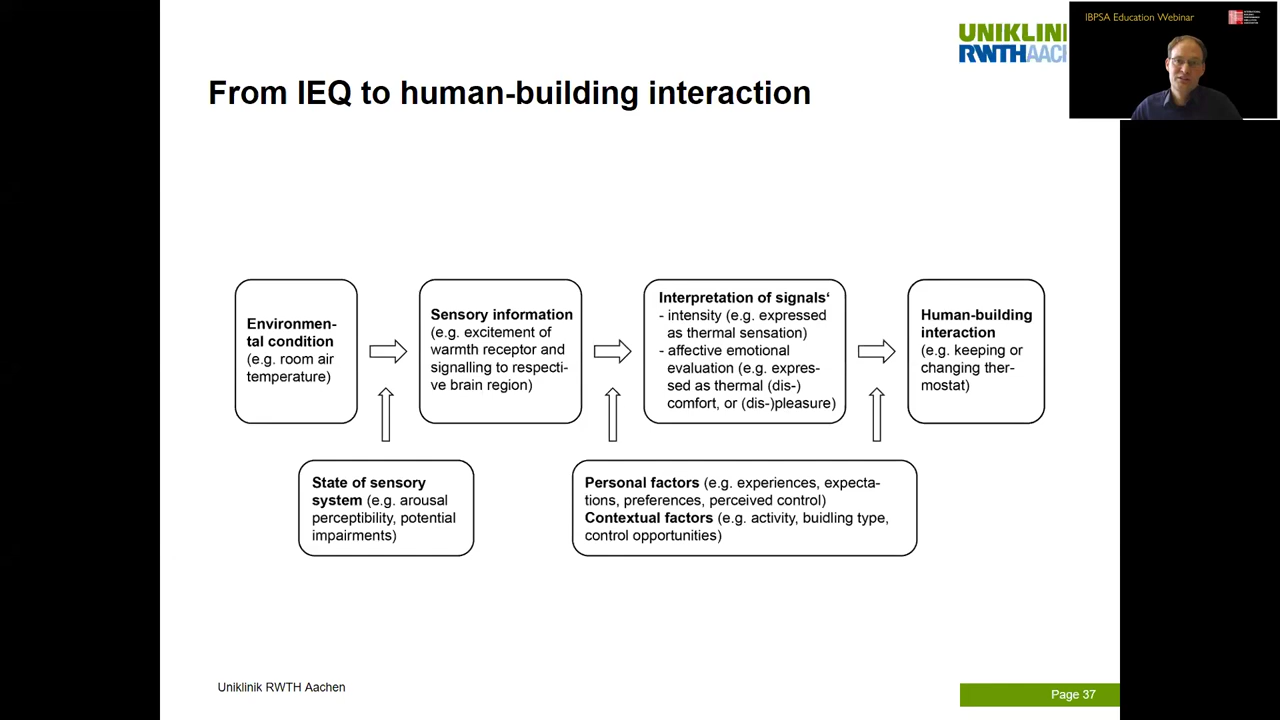 IBPSA Education Webinar
UNIKLINI
RWTHAACH
From IEQ to human-building interaction
Environmen-
tal condition
(e.g. room air
temperature)
Sensory information
(e.g. excitement of
warmth receptor and
signalling to respecti-
ve brain region)
Interpretation of signals‘
- intensity (e.g. expressed
as thermal sensation)
- affective emotional
evaluation (e.g. expres-
sed as thermal (dis-)
comfort, or (dis-)pleasure)
Human-building
interaction
(e.g. keeping or
changing ther-
mostat)
State of sensory
system (e.g. arousal
perceptibility, potential
impairments)
Personal factors (e.g. experiences, expecta-
tions, preferences, perceived control)
Contextual factors (e.g. activity, buidling type,
control opportunities)
Uniklinik RWTH Aachen
Page 37